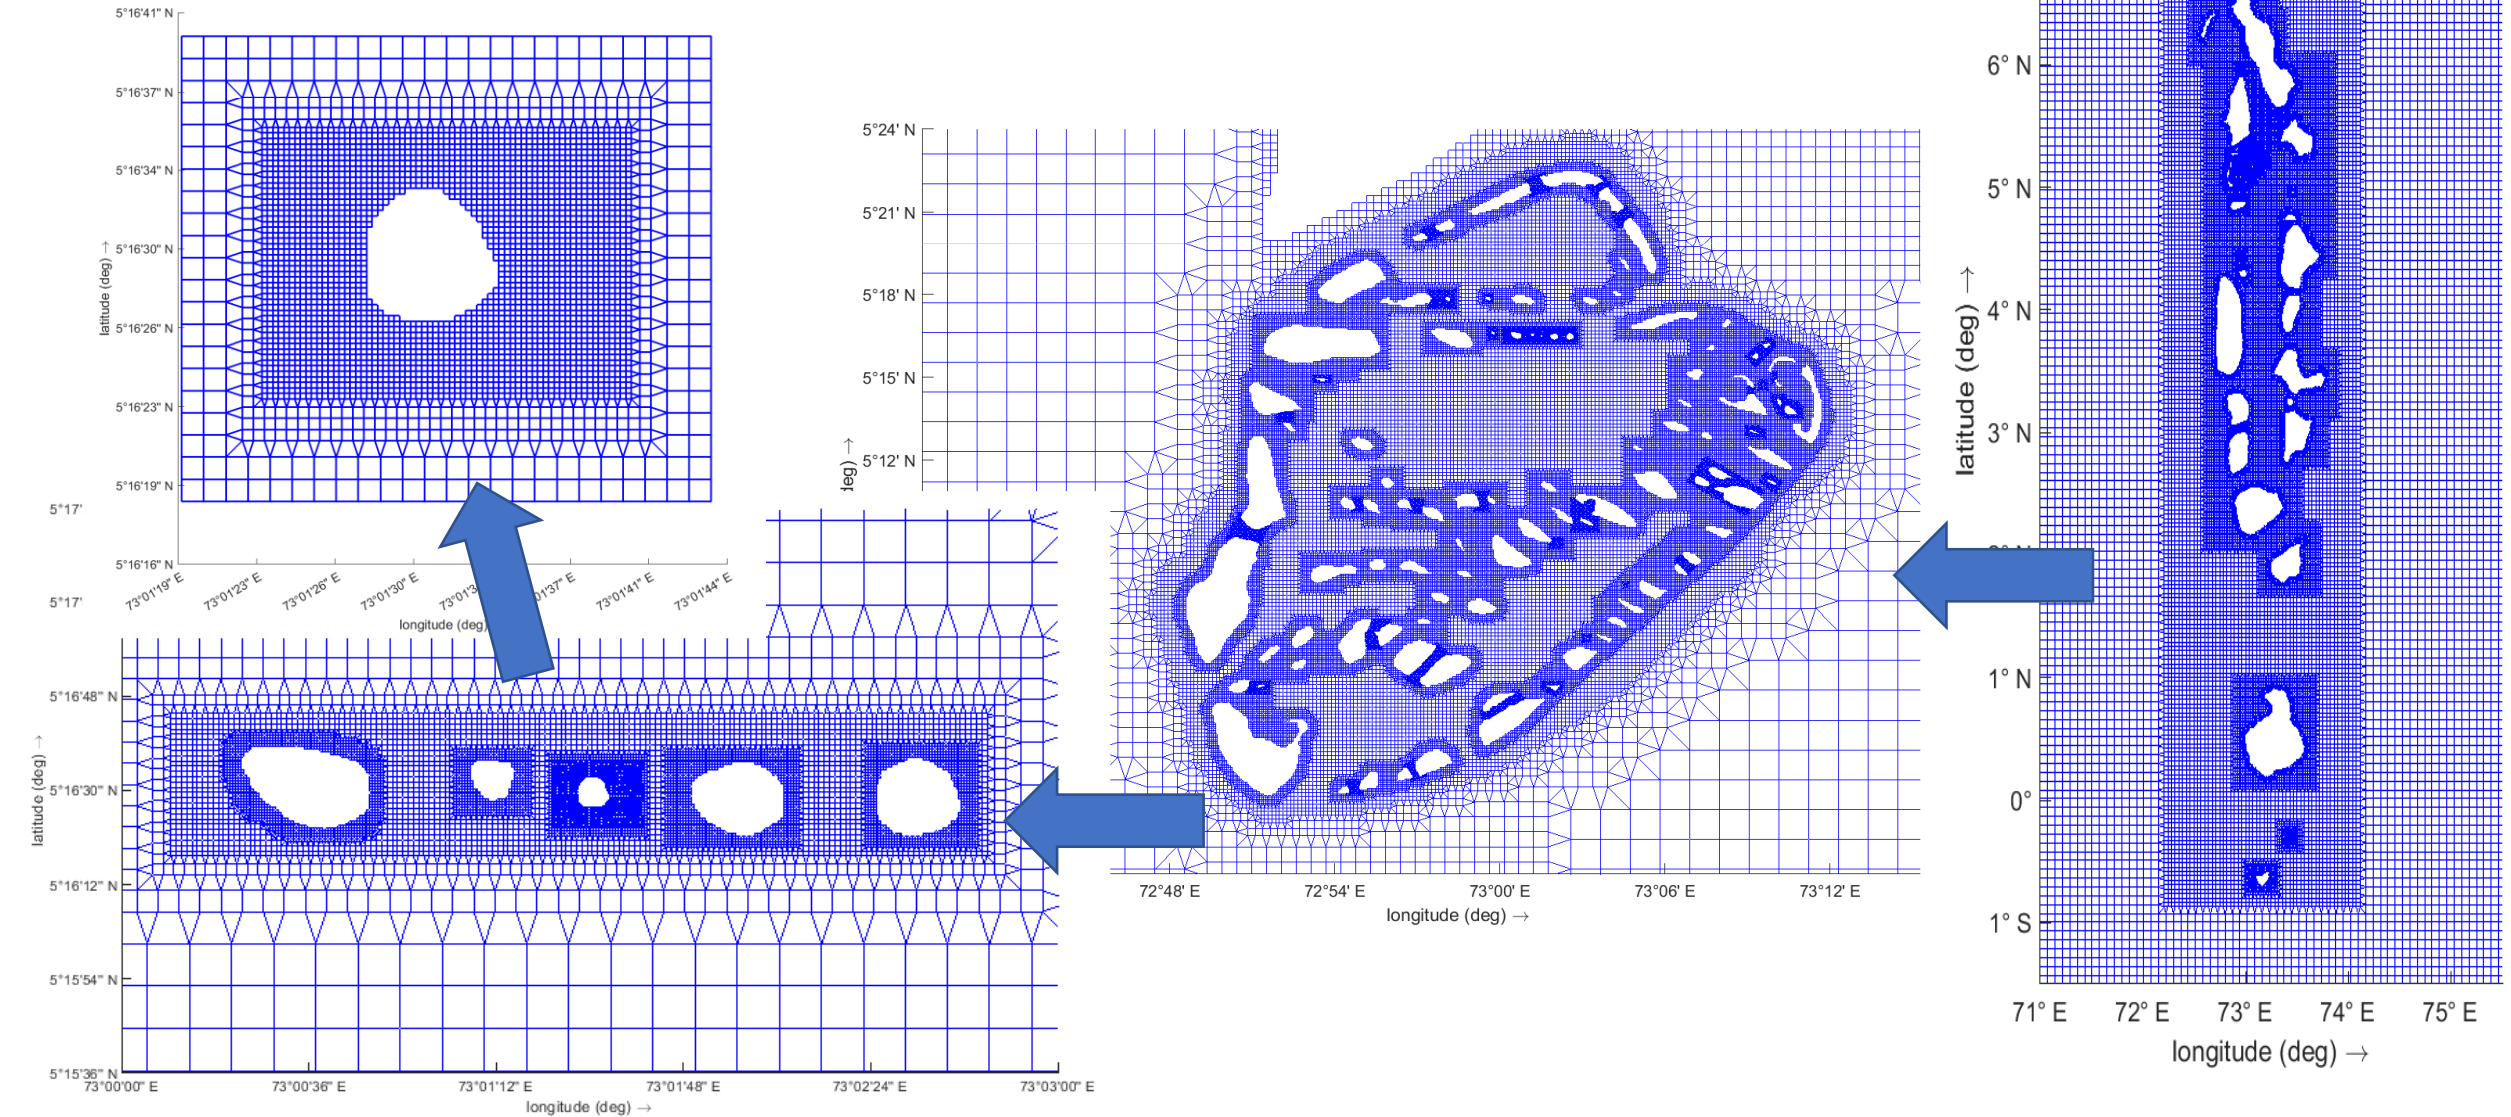 5°16'41" N
5°16'37" N
5°16'34" N
5°16'30" N
5°16'26" N
5°16'23" N
5°16'19" N
5°16'16" N
latitude (deg) →
73°01'19" E
73°01'23" E
73°01'26" E
73°01'30" E
73°01'3
'37" E
73°01'41" E
73°01'44" E
longitude (deg)
5°17'
5°17'
5°16'48" N
5°16'30" N
5°16'12" N
5°15'54" N
5°15'36" N
latitude (deg) →
73°00'00" E
73°00'36" E
73°01'12" E
73°01'48" E
73°02'24" E
73°03'00" E
longitude (deg) →
5°24' N
5°21' N
5°18' N
5°15' N
5°12' N
deg) →
72°48' E
72°54' E
73°00' E
73°06' E
73°12' E
longitude (deg) →
6° N
5° N
4° N
3° N
1° N
0°
1° S
latitude (deg) →
71° E
72° E
73° E
74° E
75° E
longitude (deg) →